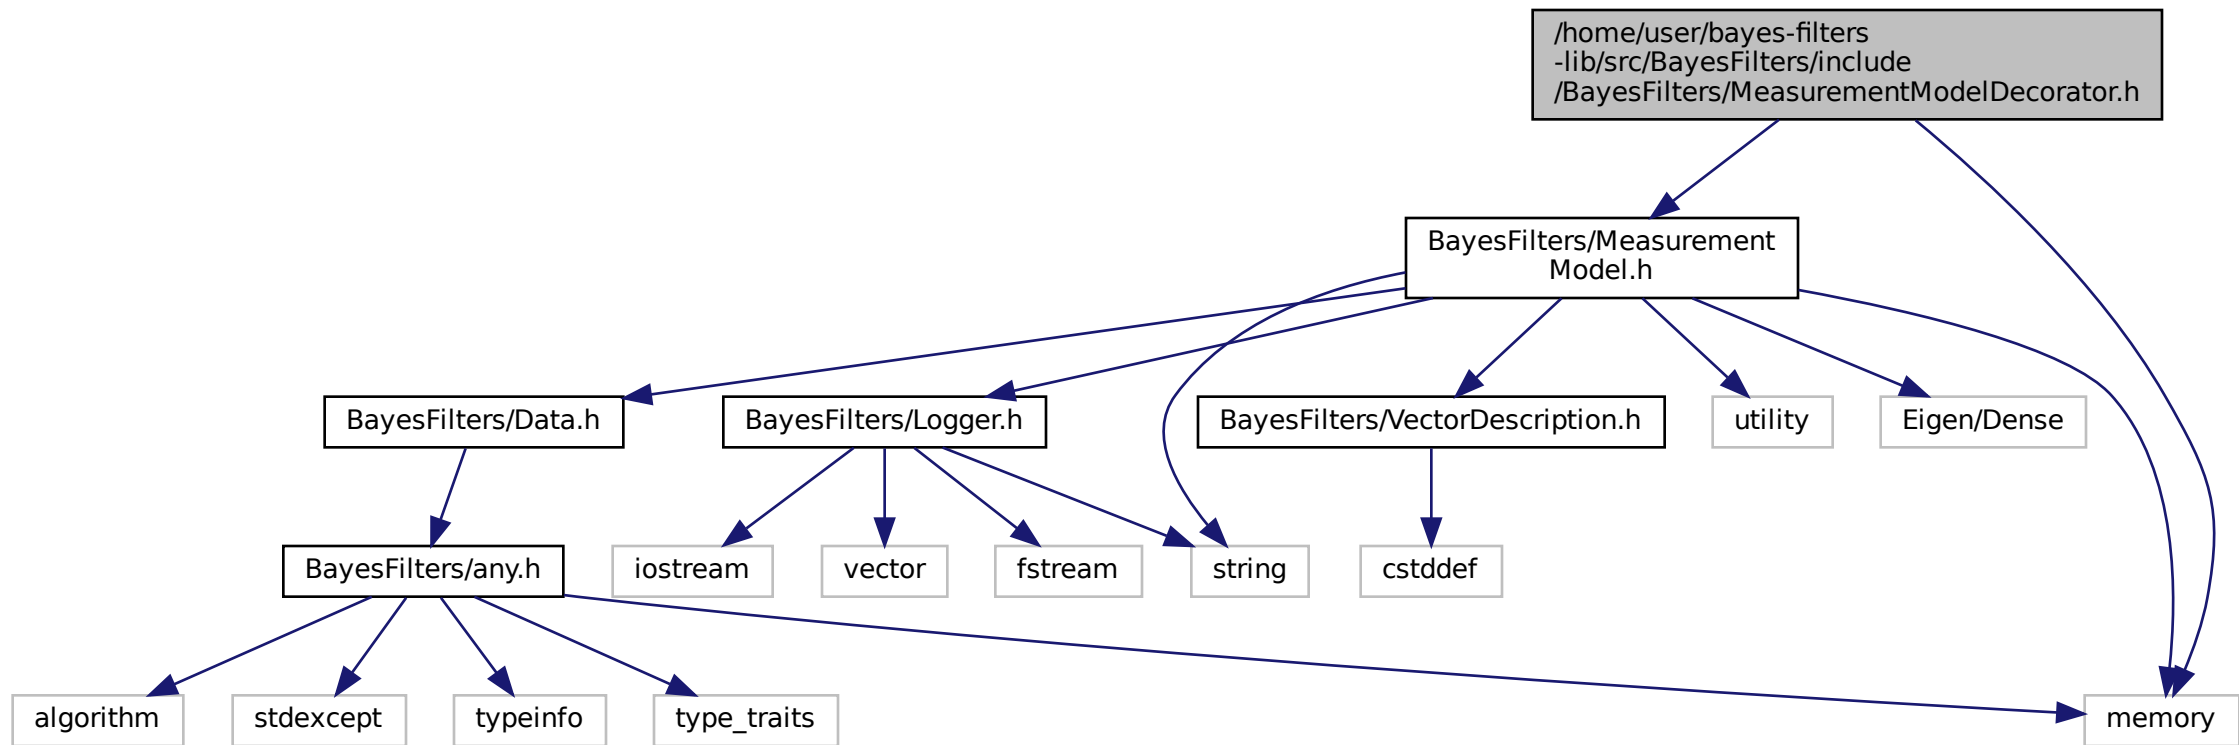 /home/user/bayes-filters
-lib/src/BayesFilters/include
/BayesFilters/MeasurementModelDecorator.h
BayesFilters/Measurement
Model.h
BayesFilters/Data.h
BayesFilters/Logger.h
BayesFilters/VectorDescription.h
utility
Eigen/Dense
BayesFilters/any.h
iostream
vector
fstream
string
cstddef
algorithm
stdexcept
typeinfo
type_traits
memory